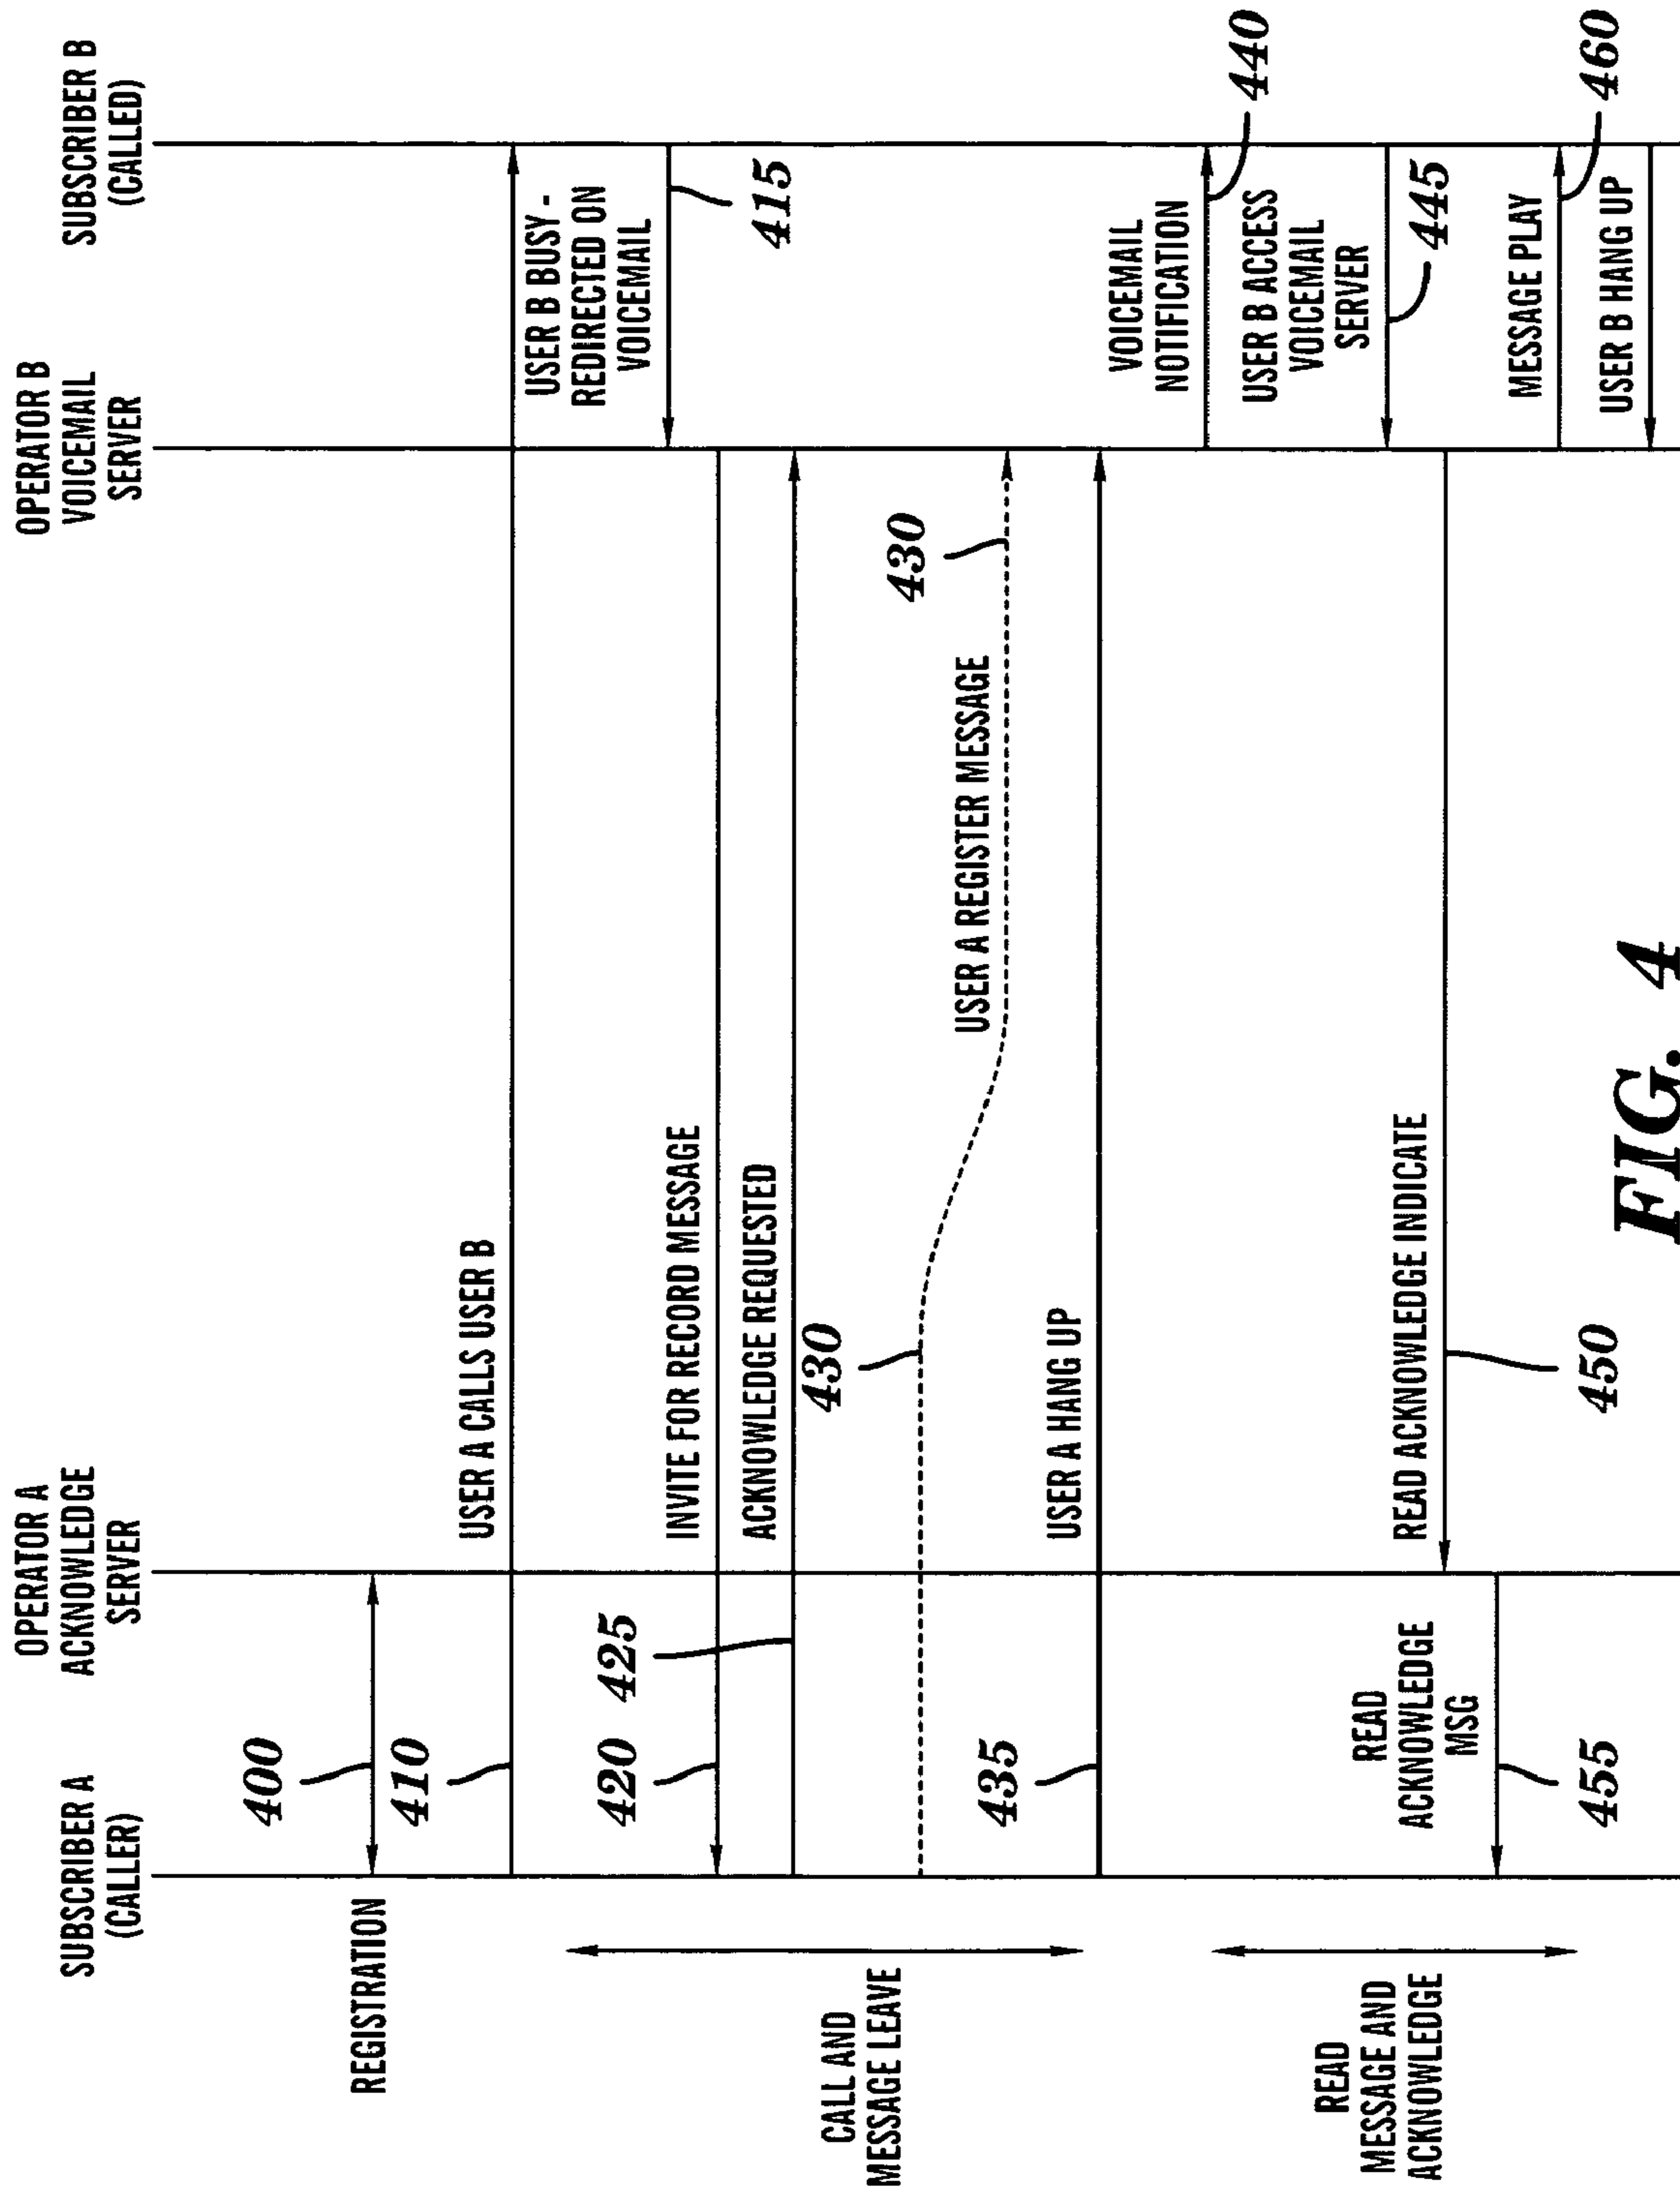 SUBSCRIBER A
(CALLER)
OPERATOR A
ACKNOWLEDGE
SERVER
OPERATOR B
VOICEMAIL
SERVER
SUBSCRIBER B
(CALLED)
REGISTRATION
400
410
USER A CALLS USER B
USER B BUSY-
REDIRECTED ON
VOICEMAIL
415
CALL AND
MESSAGE LEAVE
420
425
INVITE FOR RECORD MESSAGE
ACKNOWLEDGE REQUESTED
430
USER A REGISTER MESSAGE
430
435
USER A HANG UP
VOICEMAIL
NOTIFICATION
440
USER B ACCESS
VOICEMAIL
SERVER
445
READ
MESSAGE AND
ACKNOWLEDGE
READ ACKNOWLEDGE INDICATE
450
READ
ACKNOWLEDGE
MSG
455
MESSAGE PLAY
460
USER B HANG UP
FIG. 4